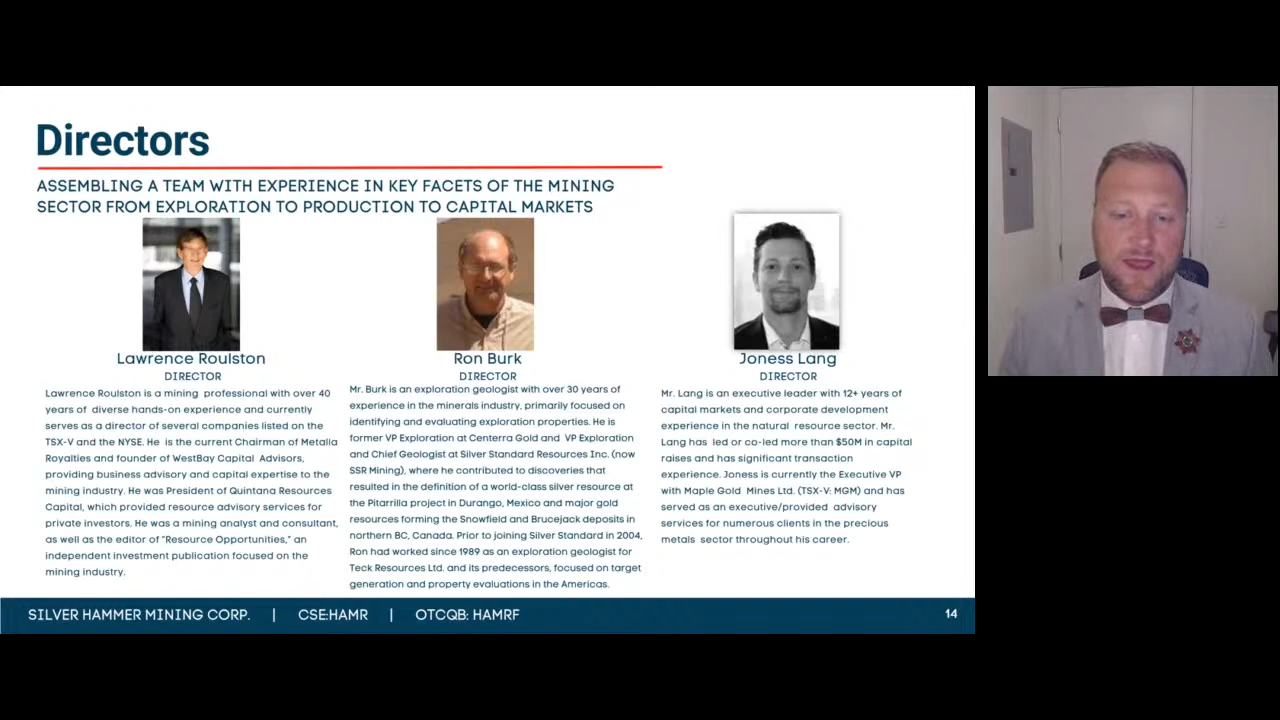 Directors
ASSEMBLING A TEAM WITH EXPERIENCE IN KEY FACETS OF THE MINING
SECTOR FROM EXPLORATION TO PRODUCTION TO CAPITAL MARKETS
Lawrence Roulston
DIRECTOR
Lawrence Roulston is a mining professional with over 40
years of diverse hands-on experience and currently
serves as a director of several companies listed on the
TSX-V and the NYSE. He is the current Chairman of Metalla
Royalties and founder of WestBay Capital Advisors,
providing business advisory and capital expertise to the
mining industry. He was President of Quintana Resources
Capital, which provided resource advisory services for
private investors. He was a mining analyst and consultant,
as well as the editor of "Resource Opportunities," an
independent investment publication focused on the
mining industry.
Ron Burk
DIRECTOR
Mr. Burk is an exploration geologist with over 30 years of
experience in the minerals industry, primarily focused on
identifying and evaluating exploration properties. He is
former VP Exploration at Centerra Gold and VP Exploration
and Chief Geologist at Silver Standard Resources Inc. (now
SSR Mining), where he contributed to discoveries that
resulted in the definition of a world-class silver resource at
the Pitarrilla project in Durango, Mexico and major gold
resources forming the Snowfield and Brucejack deposits in
northern BC, Canada. Prior to joining Silver Standard in 2004,
Ron had worked since 1989 as an exploration geologist for
Teck Resources Ltd. and its predecessors, focused on target
generation and property evaluations in the Americas.
Joness Lang
DIRECTOR
Mr. Lang is an executive leader with 12+ years of
capital markets and corporate development
experience in the natural resource sector. Mr.
Lang has led or co-led more than $50M in capital
raises and has significant transaction
experience. Joness is currently the Executive VP
with Maple Gold Mines Ltd. (TSX-V: MGM) and has
served as an executive/provided advisory
services for numerous clients in the precious
metals sector throughout his career.
SILVER HAMMER MINING CORP. | CSE:HAMR | OTCQB: HAMRF
14